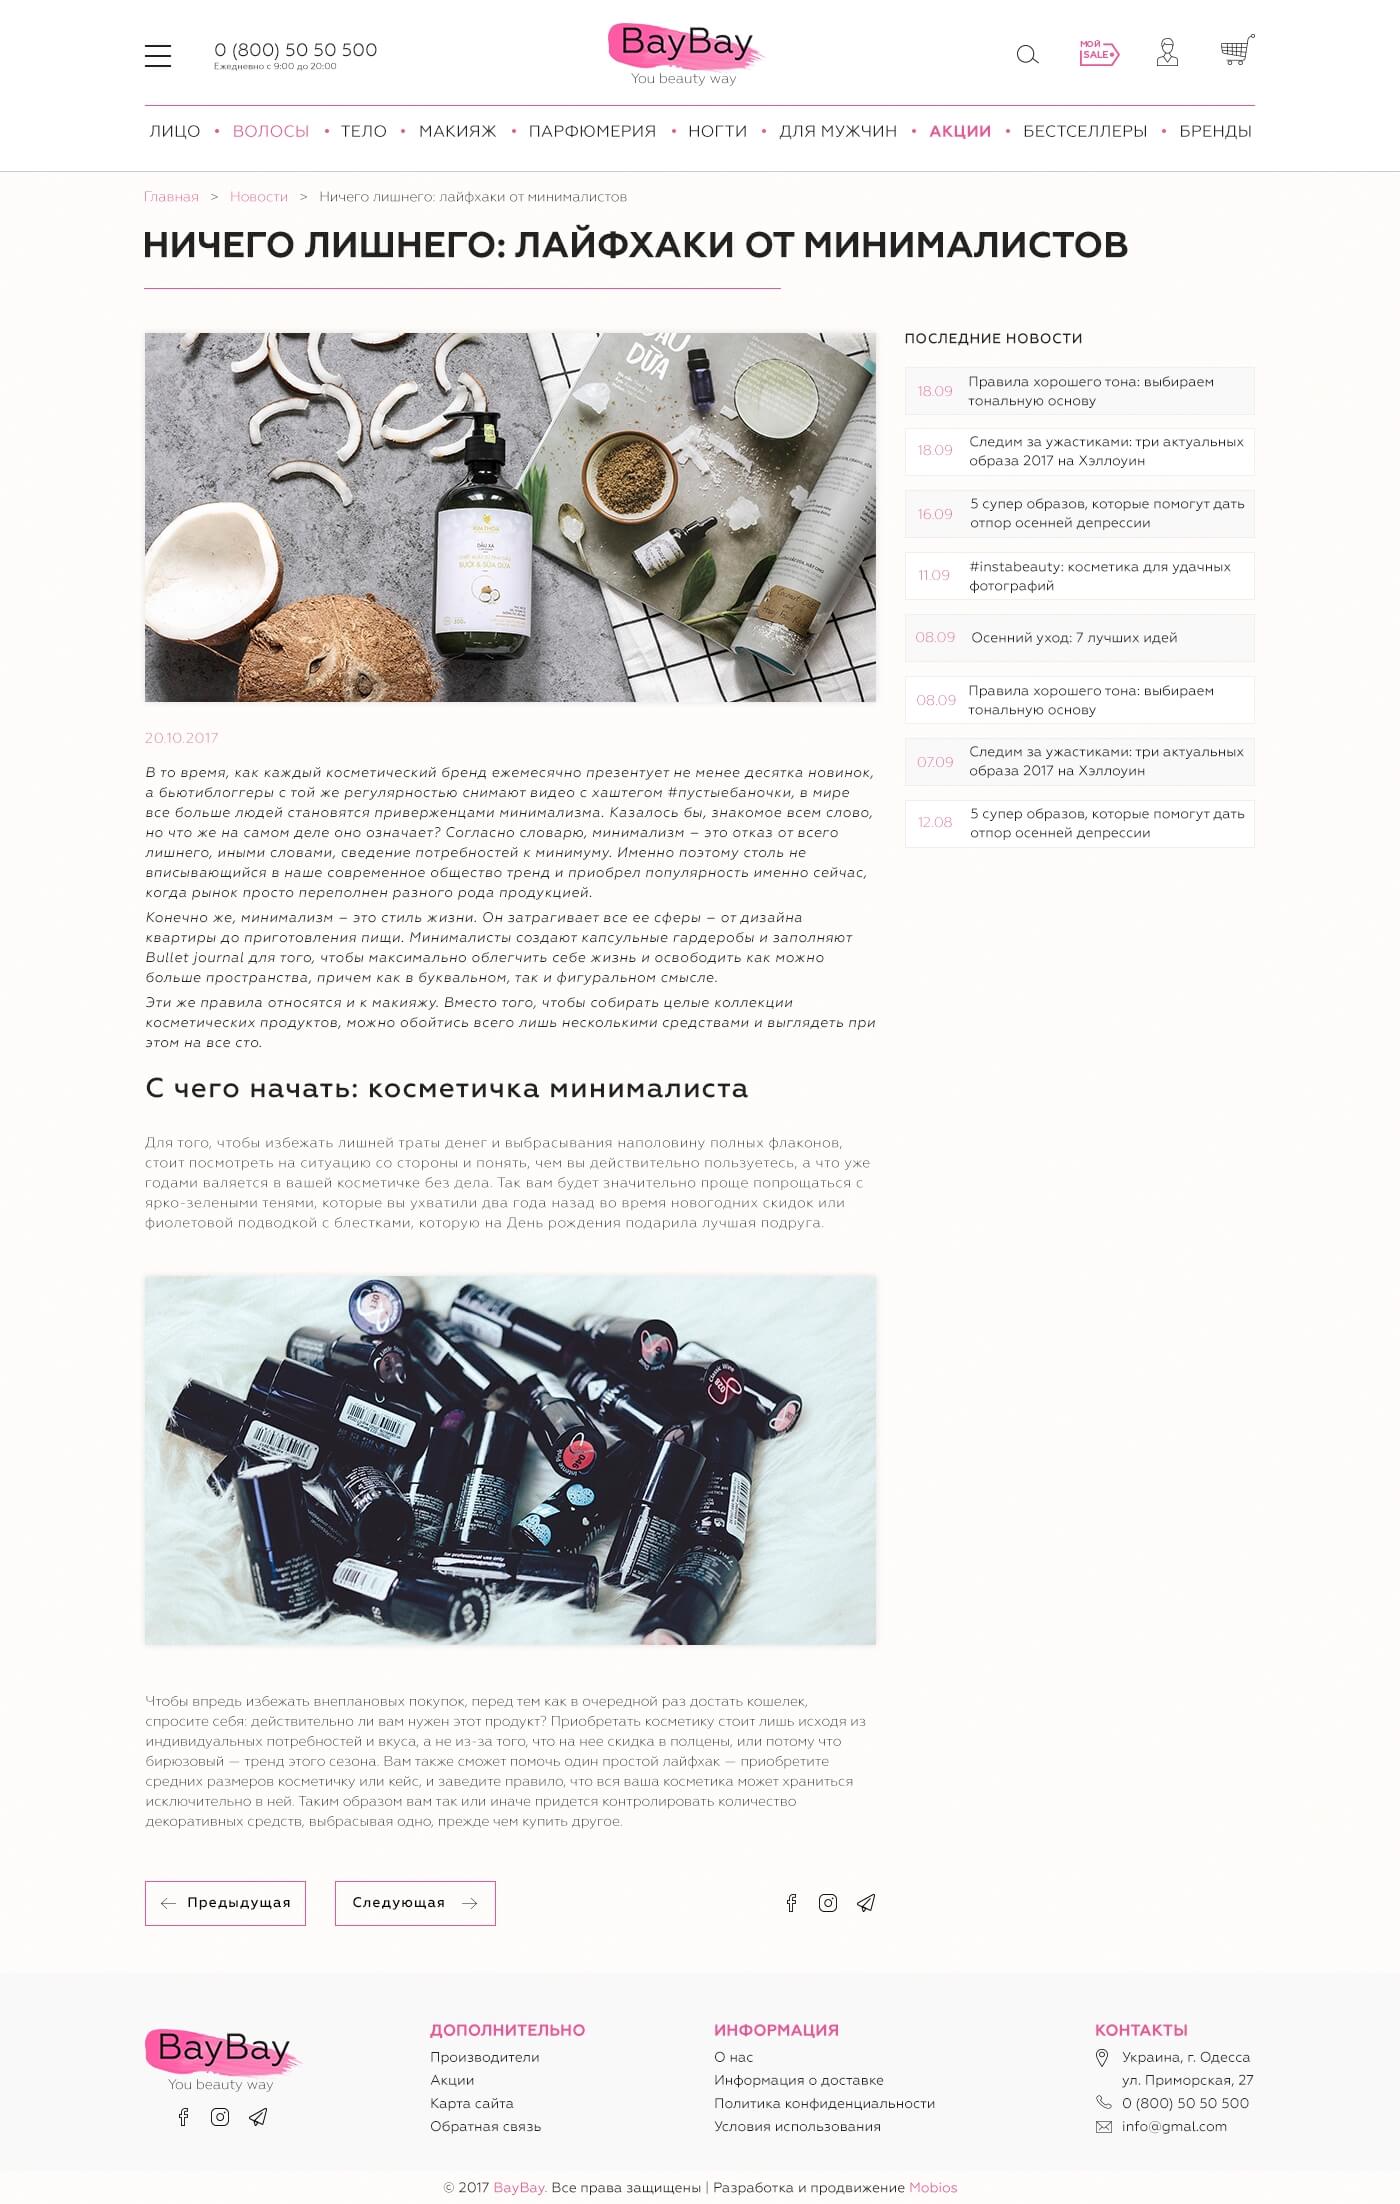 0 (800) 50 50 500
Ежедневно с 9:00 до 20:00
BayBay
You beauty way
МОЙ
SALE
ЛИЦО • ВОЛОСЫ • ТЕЛО • МАКИЯЖ • ПАРФЮМЕРИЯ • НОГТИ • ДЛЯ МУЖЧИН • АКЦИИ • БЕСТСЕЛЛЕРЫ • БРЕНДЫ
Главная > Новости > Ничего лишнего: лайфхаки от минималистов
НИЧЕГО ЛИШНЕГО: ЛАЙФХАКИ ОТ МИНИМАЛИСТОВ
DỪA
DẦU XẢ
BƯỞI & SỮA DỪA
20.10.2017
В то время, как каждый косметический бренд ежемесячно презентует не менее десятка новинок,
а бьютиблоггеры с той же регулярностью снимают видео с хаштегом #пустыебаночки, в мире
все больше людей становятся приверженцами минимализма. Казалось бы, знакомое всем слово,
но что же на самом деле оно означает? Согласно словарю, минимализм – это отказ от всего
лишнего, иными словами, сведение потребностей к минимуму. Именно поэтому столь не
вписывающийся в наше современное общество тренд и приобрел популярность именно сейчас,
когда рынок просто переполнен разного рода продукцией.
Конечно же, минимализм – это стиль жизни. Он затрагивает все ее сферы – от дизайна
квартиры до приготовления пищи. Минималисты создают капсульные гардеробы и заполняют
Bullet journal для того, чтобы максимально облегчить себе жизнь и освободить как можно
больше пространства, причем как в буквальном, так и фигуральном смысле.
Эти же правила относятся и к макияжу. Вместо того, чтобы собирать целые коллекции
косметических продуктов, можно обойтись всего лишь несколькими средствами и выглядеть при
этом на все сто.
С чего начать: косметичка минималиста
Для того, чтобы избежать лишней траты денег и выбрасывания наполовину полных флаконов,
стоит посмотреть на ситуацию со стороны и понять, чем вы действительно пользуетесь, а что уже
годами валяется в вашей косметичке без дела. Так вам будет значительно проще попрощаться с
ярко-зелеными тенями, которые вы ухватили два года назад во время новогодних скидок или
фиолетовой подводкой с блестками, которую на День рождения подарила лучшая подруга.
Classic Wine
028
Intense Pink
046
Чтобы впредь избежать внеплановых покупок, перед тем как в очередной раз достать кошелек,
спросите себя: действительно ли вам нужен этот продукт? Приобретать косметику стоит лишь исходя из
индивидуальных потребностей и вкуса, а не из-за того, что на нее скидка в полцены, или потому что
бирюзовый — тренд этого сезона. Вам также сможет помочь один простой лайфхак — приобретите
средних размеров косметичку или кейс, и заведите правило, что вся ваша косметика может храниться
исключительно в ней. Таким образом вам так или иначе придется контролировать количество
декоративных средств, выбрасывая одно, прежде чем купить другое.
Предыдущая
Следующая
ПОСЛЕДНИЕ НОВОСТИ
18.09
Правила хорошего тона: выбираем
тональную основу
18.09
Следим за ужастиками: три актуальных
образа 2017 на Хэллоуин
16.09
5 супер образов, которые помогут дать
отпор осенней депрессии
11.09
#instabeauty: косметика для удачных
фотографий
08.09
Осенний уход: 7 лучших идей
08.09
Правила хорошего тона: выбираем
тональную основу
07.09
Следим за ужастиками: три актуальных
образа 2017 на Хэллоуин
12.08
5 супер образов, которые помогут дать
отпор осенней депрессии
BayBay
You beauty way
ДОПОЛНИТЕЛЬНО
Производители
Акции
Карта сайта
Обратная связь
ИНФОРМАЦИЯ
О нас
Информация о доставке
Политика конфиденциальности
Условия использования
КОНТАКТЫ
Украина, г. Одесса
ул. Приморская, 27
0 (800) 50 50 500
info@gmal.com
© 2017 BayBay. Все права защищены | Разработка и продвижение Mobios